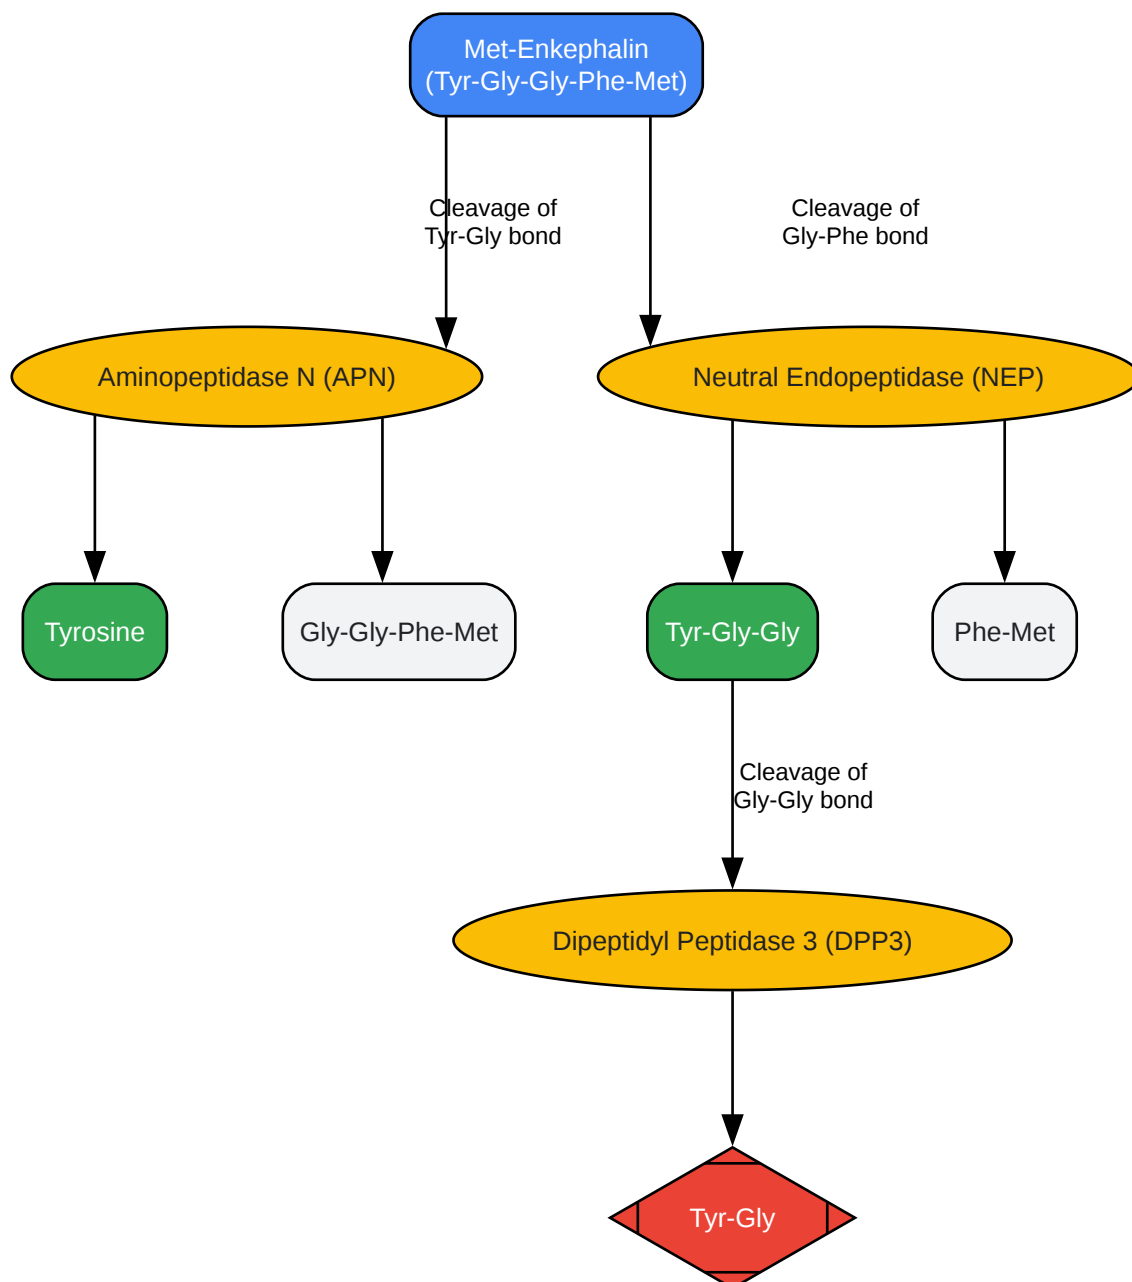 Met-Enkephalin
(Tyr-Gly-Gly-Phe-Met)
Cleavage of
Tyr-Gly bond
Cleavage of
Gly-Phe bond
Aminopeptidase N (APN)
Neutral Endopeptidase (NEP)
Tyrosine
Gly-Gly-Phe-Met
Tyr-Gly-Gly
Phe-Met
Cleavage of
Gly-Gly bond
Dipeptidyl Peptidase 3 (DPP3)
Tyr-Gly